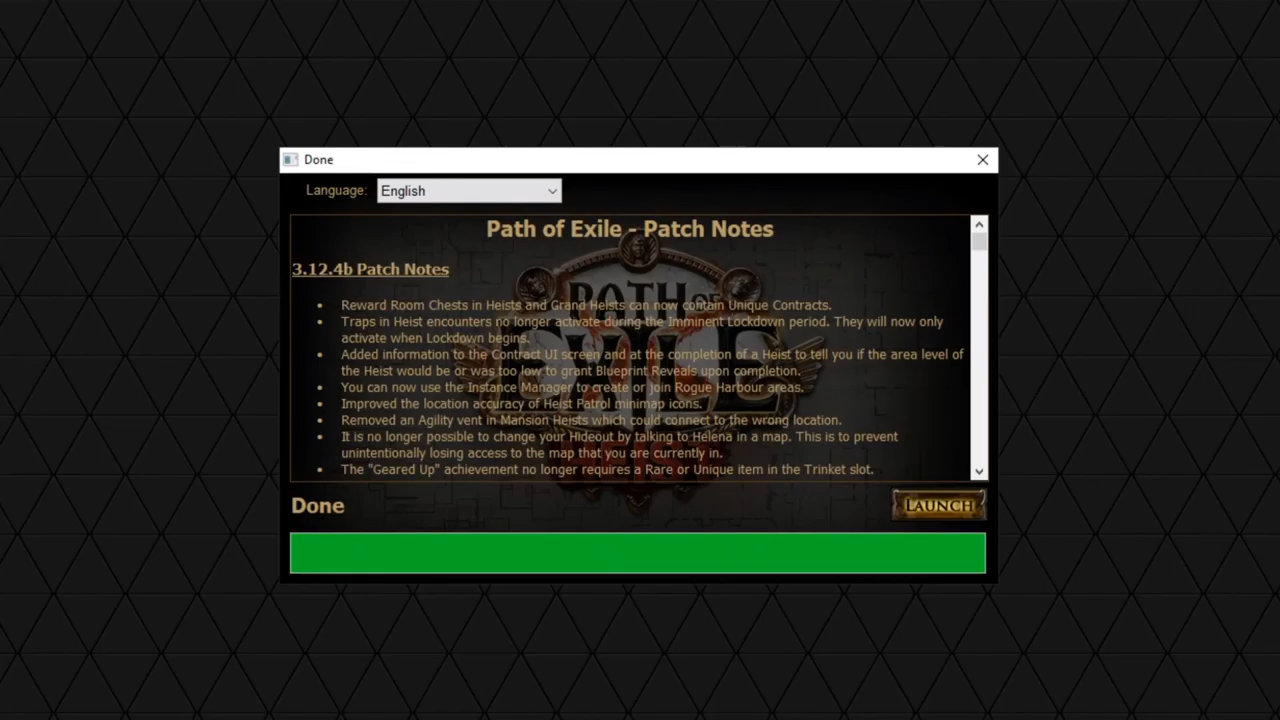 Done
Language: English
Path of Exile - Patch Notes
3.12.4b Patch Notes
• Reward Room Chests in Heists and Grand Heists can now contain Unique Contracts.
• Traps in Heist encounters no longer activate during the Imminent Lockdown period. They will now only
activate when Lockdown begins.
• Added information to the Contract UI screen and at the completion of a Heist to tell you if the area level of
the Heist would be or was too low to grant Blueprint Reveals upon completion.
• You can now use the Instance Manager to create or join Rogue Harbour areas.
• Improved the location accuracy of Heist Patrol minimap icons.
• Removed an Agility vent in Mansion Heists which could connect to the wrong location.
• It is no longer possible to change your Hideout by talking to Helena in a map. This is to prevent
unintentionally losing access to the map that you are currently in.
• The "Geared Up" achievement no longer requires a Rare or Unique item in the Trinket slot.
PATH OF
EXILE
HEIST
Done
LAUNCH